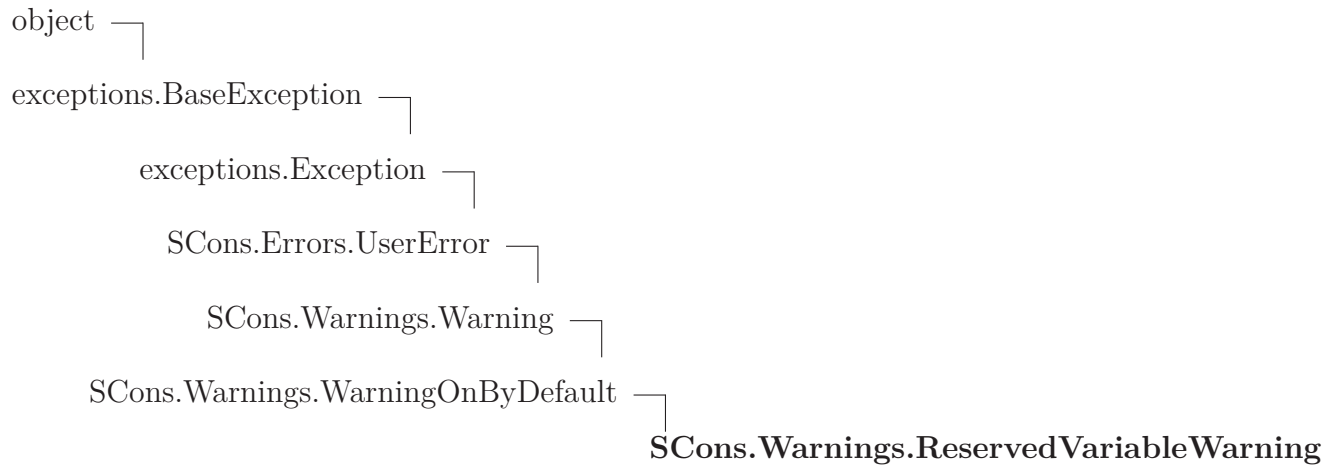 object
exceptions.BaseException
exceptions.Exception
SCons.Errors.UserError
SCons.Warnings.Warning
SCons.Warnings.WarningOnByDefault
SCons.Warnings.ReservedVariableWarning